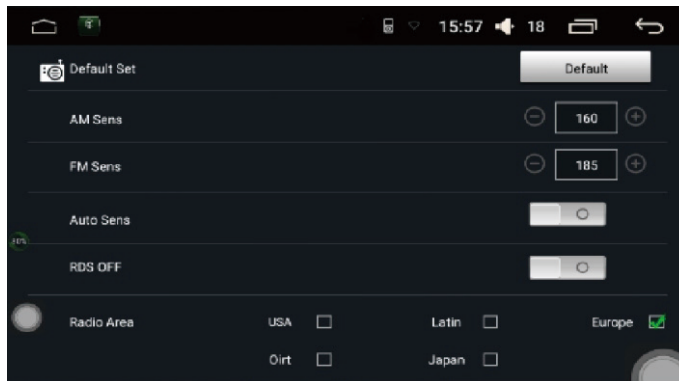 15:57 18
Default Set Default
AM Sens 160
FM Sens 185
Auto Sens
RDS OFF
Radio Area USA Latin Europe
Oirt Japan